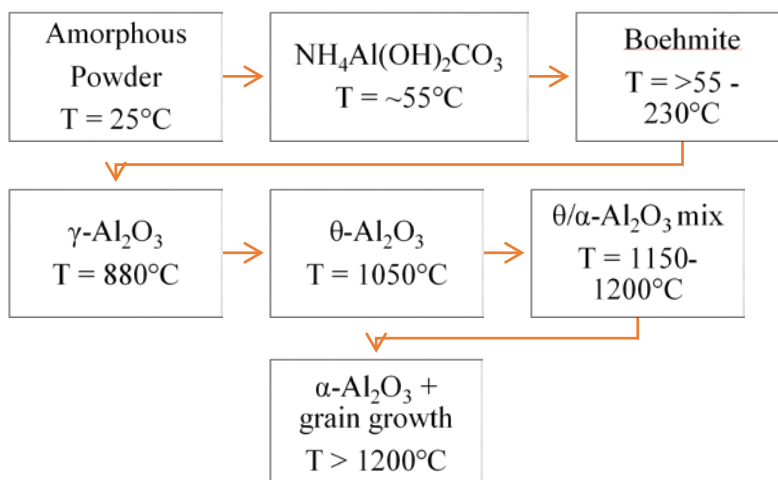 Amorphous
Powder
T = 25°C
NH₄Al(OH)₂CO₃
T = ~55°C
Boehmite
T = >55 -
230°C
γ-Al₂O₃
T = 880°C
θ-Al₂O₃
T = 1050°C
θ/α-Al₂O₃ mix
T = 1150-
1200°C
α-Al₂O₃ +
grain growth
T > 1200°C